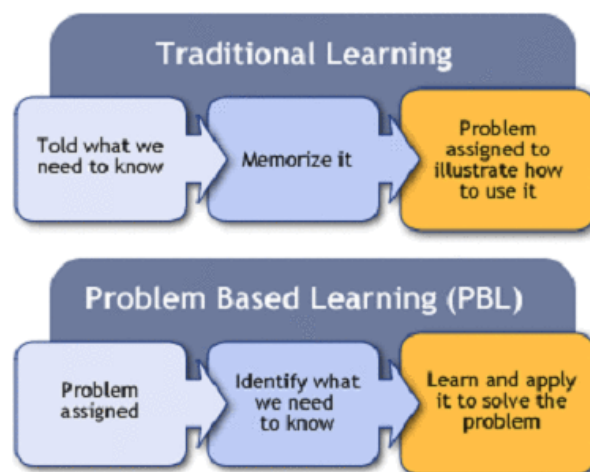 Traditional Learning
Told what we
need to know
Memorize it
Problem
assigned to
illustrate how
to use it
Problem Based Learning (PBL)
Problem
assigned
Identify what
we need
to know
Learn and apply
it to solve the
problem